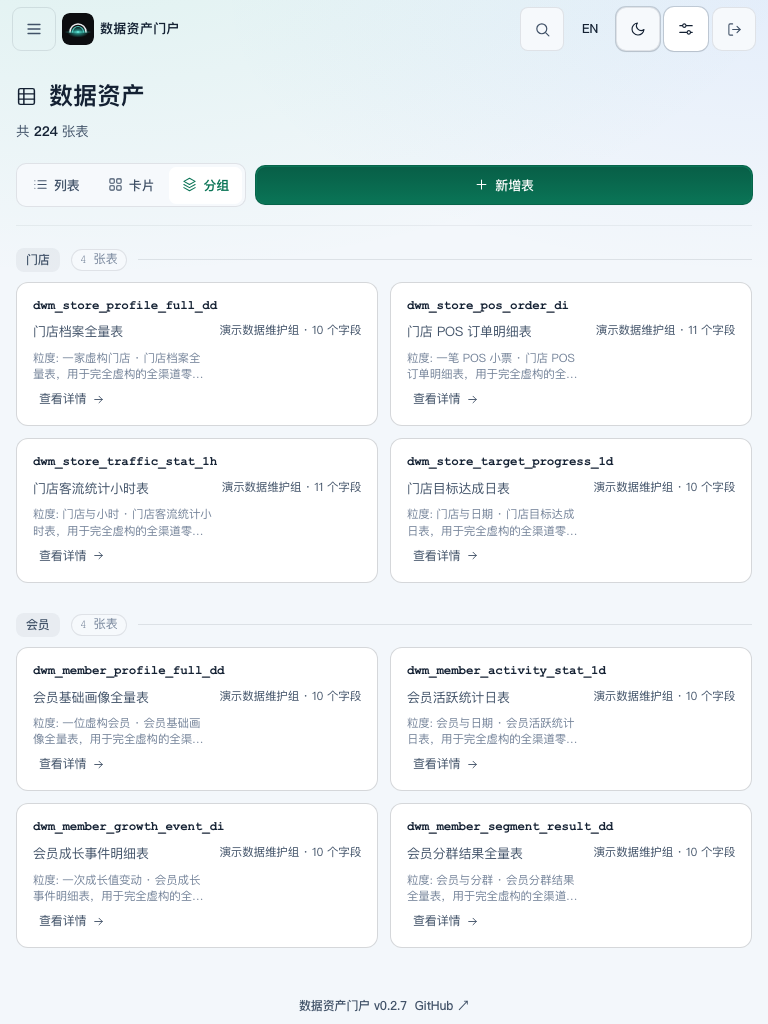 数据资产门户
EN
数据资产
共 224 张表
列表 卡片 分组
+ 新增表
门店 4 张表
dwm_store_profile_full_dd
门店档案全量表 演示数据维护组 · 10 个字段
粒度: 一家虚构门店 · 门店档案全
量表，用于完全虚构的全渠道零…
查看详情 →
dwm_store_pos_order_di
门店 POS 订单明细表 演示数据维护组 · 11 个字段
粒度: 一笔 POS 小票 · 门店 POS
订单明细表，用于完全虚构的全…
查看详情 →
dwm_store_traffic_stat_1h
门店客流统计小时表 演示数据维护组 · 11 个字段
粒度: 门店与小时 · 门店客流统计小
时表，用于完全虚构的全渠道零…
查看详情 →
dwm_store_target_progress_1d
门店目标达成日表 演示数据维护组 · 10 个字段
粒度: 门店与日期 · 门店目标达成
日表，用于完全虚构的全渠道零…
查看详情 →
会员 4 张表
dwm_member_profile_full_dd
会员基础画像全量表 演示数据维护组 · 10 个字段
粒度: 一位虚构会员 · 会员基础画
像全量表，用于完全虚构的全渠…
查看详情 →
dwm_member_activity_stat_1d
会员活跃统计日表 演示数据维护组 · 10 个字段
粒度: 会员与日期 · 会员活跃统计
日表，用于完全虚构的全渠道零…
查看详情 →
dwm_member_growth_event_di
会员成长事件明细表 演示数据维护组 · 10 个字段
粒度: 一次成长值变动 · 会员成长
事件明细表，用于完全虚构的全…
查看详情 →
dwm_member_segment_result_dd
会员分群结果全量表 演示数据维护组 · 10 个字段
粒度: 会员与分群 · 会员分群结果
全量表，用于完全虚构的全渠道…
查看详情 →
数据资产门户 v0.2.7 GitHub ↗